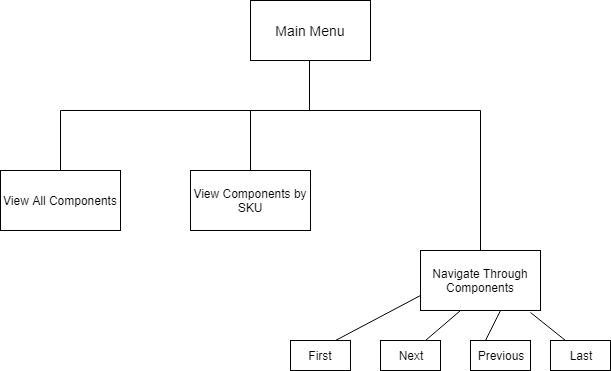 Main Menu
View All Components
View Components by
SKU
Navigate Through
Components
First
Next
Previous
Last